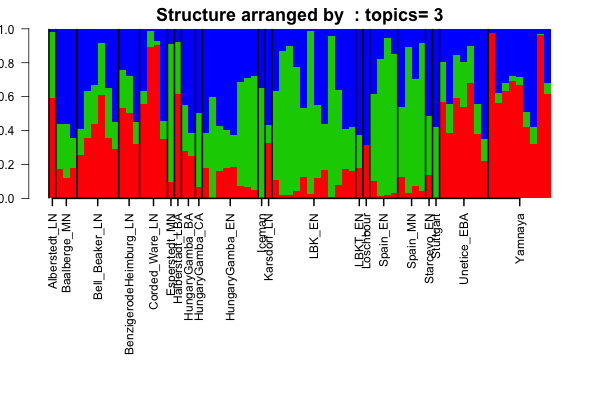 Structure arranged by : topics= 3
1.0
0.8
0.6
0.4
0.2
0.0
Alberstedt_LN
Baalberge_MN
Bell_Beaker_LN
BenzigerodeHeimburg_LN
Corded_Ware_LN
Esperstedt_MN
Halberstadt_LBA
HungaryGamba_BA
HungaryGamba_CA
HungaryGamba_EN
Iceman
Karsdorf_LN
LBK_EN
LBKT_EN
Loschbour
Spain_EN
Spain_MN
Starcevo_EN
Stuttgart
Unetice_EBA
Yamnaya